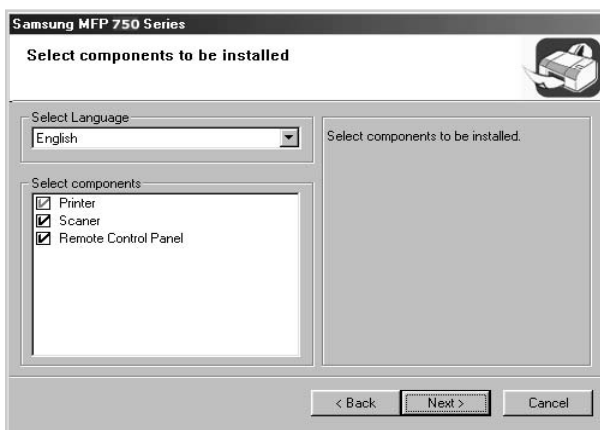 Samsung MFP 750 Series
Select components to be installed
Select Language
English
Select components to be installed.
Select components
Printer
Scaner
Remote Control Panel
< Back
Next >
Cancel